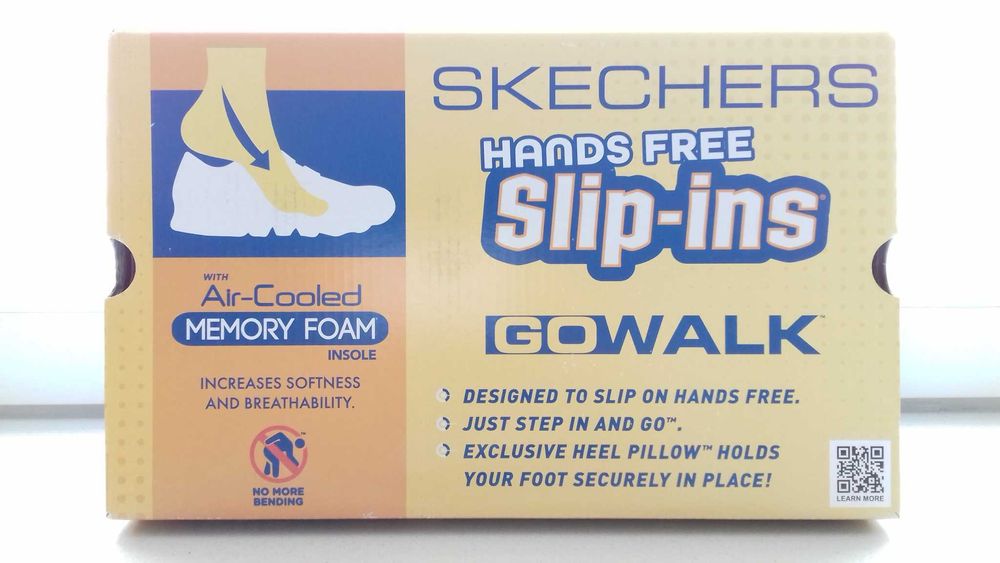 WITH
Air-Cooled
MEMORY FOAM
INSOLE
INCREASES SOFTNESS
AND BREATHABILITY.
NO MORE
BENDING
SKECHERS
HANDS FREE
Slip-ins®
GOWALK™
DESIGNED TO SLIP ON HANDS FREE.
JUST STEP IN AND GO™.
EXCLUSIVE HEEL PILLOW™ HOLDS
YOUR FOOT SECURELY IN PLACE!
LEARN MORE